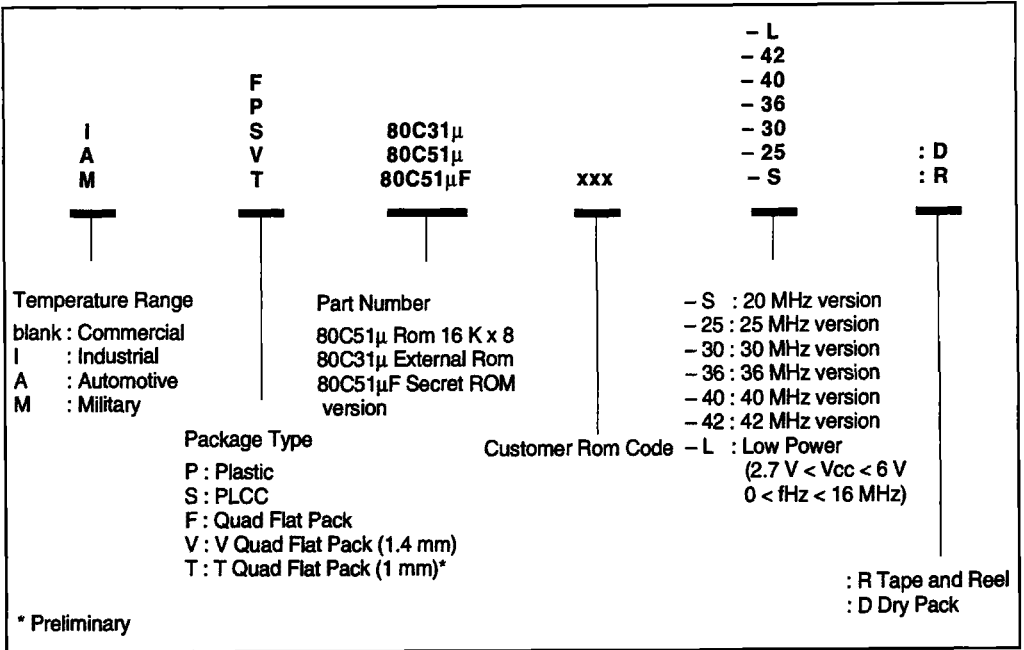 – L
– 42
– 40
– 36
– 30
– 25
– S
F
P
S
V
T
I
A
M
80C31µ
80C51µ
80C51µF
xxx
: D
: R
Temperature Range
blank : Commercial
I : Industrial
A : Automotive
M : Military
Package Type
P : Plastic
S : PLCC
F : Quad Flat Pack
V : V Quad Flat Pack (1.4 mm)
T : T Quad Flat Pack (1 mm)*
Part Number
80C51µ Rom 16 K x 8
80C31µ External Rom
80C51µF Secret ROM
version
Customer Rom Code
– S : 20 MHz version
– 25 : 25 MHz version
– 30 : 30 MHz version
– 36 : 36 MHz version
– 40 : 40 MHz version
– 42 : 42 MHz version
– L : Low Power
(2.7 V < Vcc < 6 V
0 < fHz < 16 MHz)
: R Tape and Reel
: D Dry Pack
* Preliminary